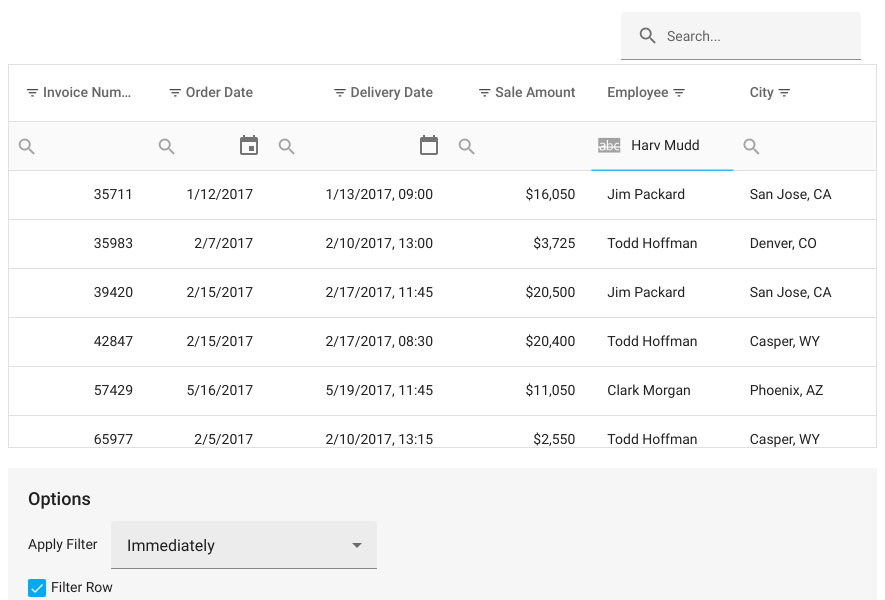 Search...
Invoice Num... Order Date Delivery Date Sale Amount Employee City
abc Harv Mudd
35711 1/12/2017 1/13/2017, 09:00 $16,050 Jim Packard San Jose, CA
35983 2/7/2017 2/10/2017, 13:00 $3,725 Todd Hoffman Denver, CO
39420 2/15/2017 2/17/2017, 11:45 $20,500 Jim Packard San Jose, CA
42847 2/15/2017 2/17/2017, 08:30 $20,400 Todd Hoffman Casper, WY
57429 5/16/2017 5/19/2017, 11:45 $11,050 Clark Morgan Phoenix, AZ
65977 2/5/2017 2/10/2017, 13:15 $2,550 Todd Hoffman Casper, WY
Options
Apply Filter Immediately
Filter Row